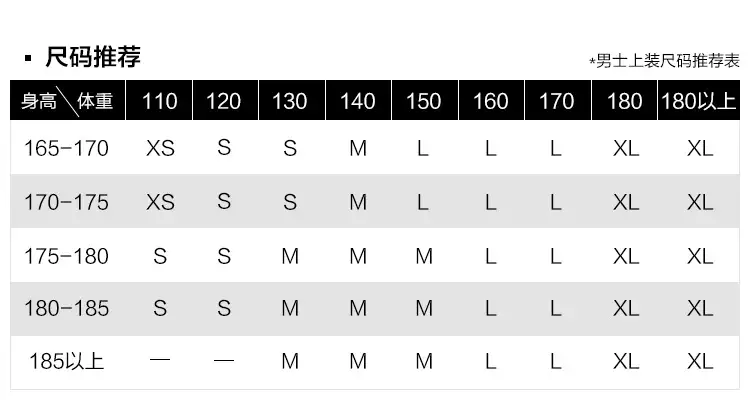 ▪ 尺码推荐
*男士上装尺码推荐表
身高\体重 110 120 130 140 150 160 170 180 180以上
165-170 XS S S M L L L XL XL
170-175 XS S S M L L L XL XL
175-180 S S M M M L L XL XL
180-185 S S M M M L L XL XL
185以上 — — M M M L L XL XL